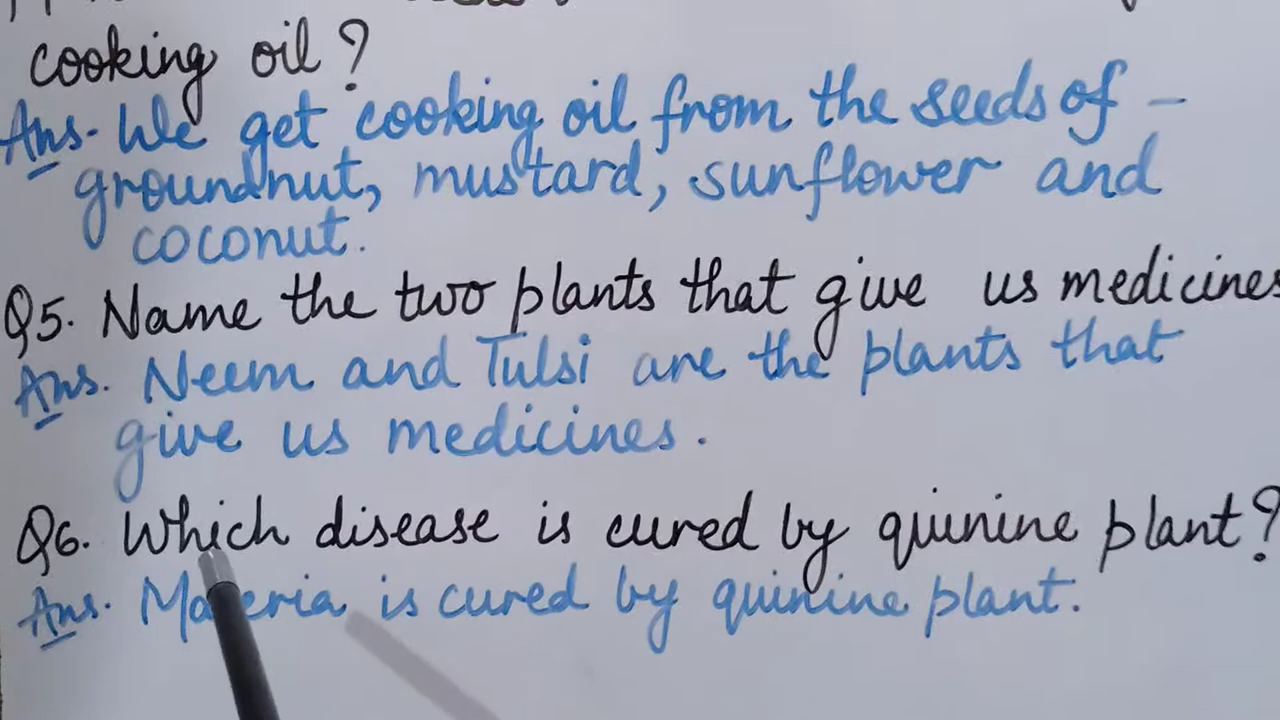 cooking oil?
Ans. We get cooking oil from the seeds of –
groundnut, mustard, sunflower and
coconut.
Q5. Name the two plants that give us medicines
Ans. Neem and Tulsi are the plants that
give us medicines.
Q6. Which disease is cured by quinine plant?
Ans. is cured by quinine plant.